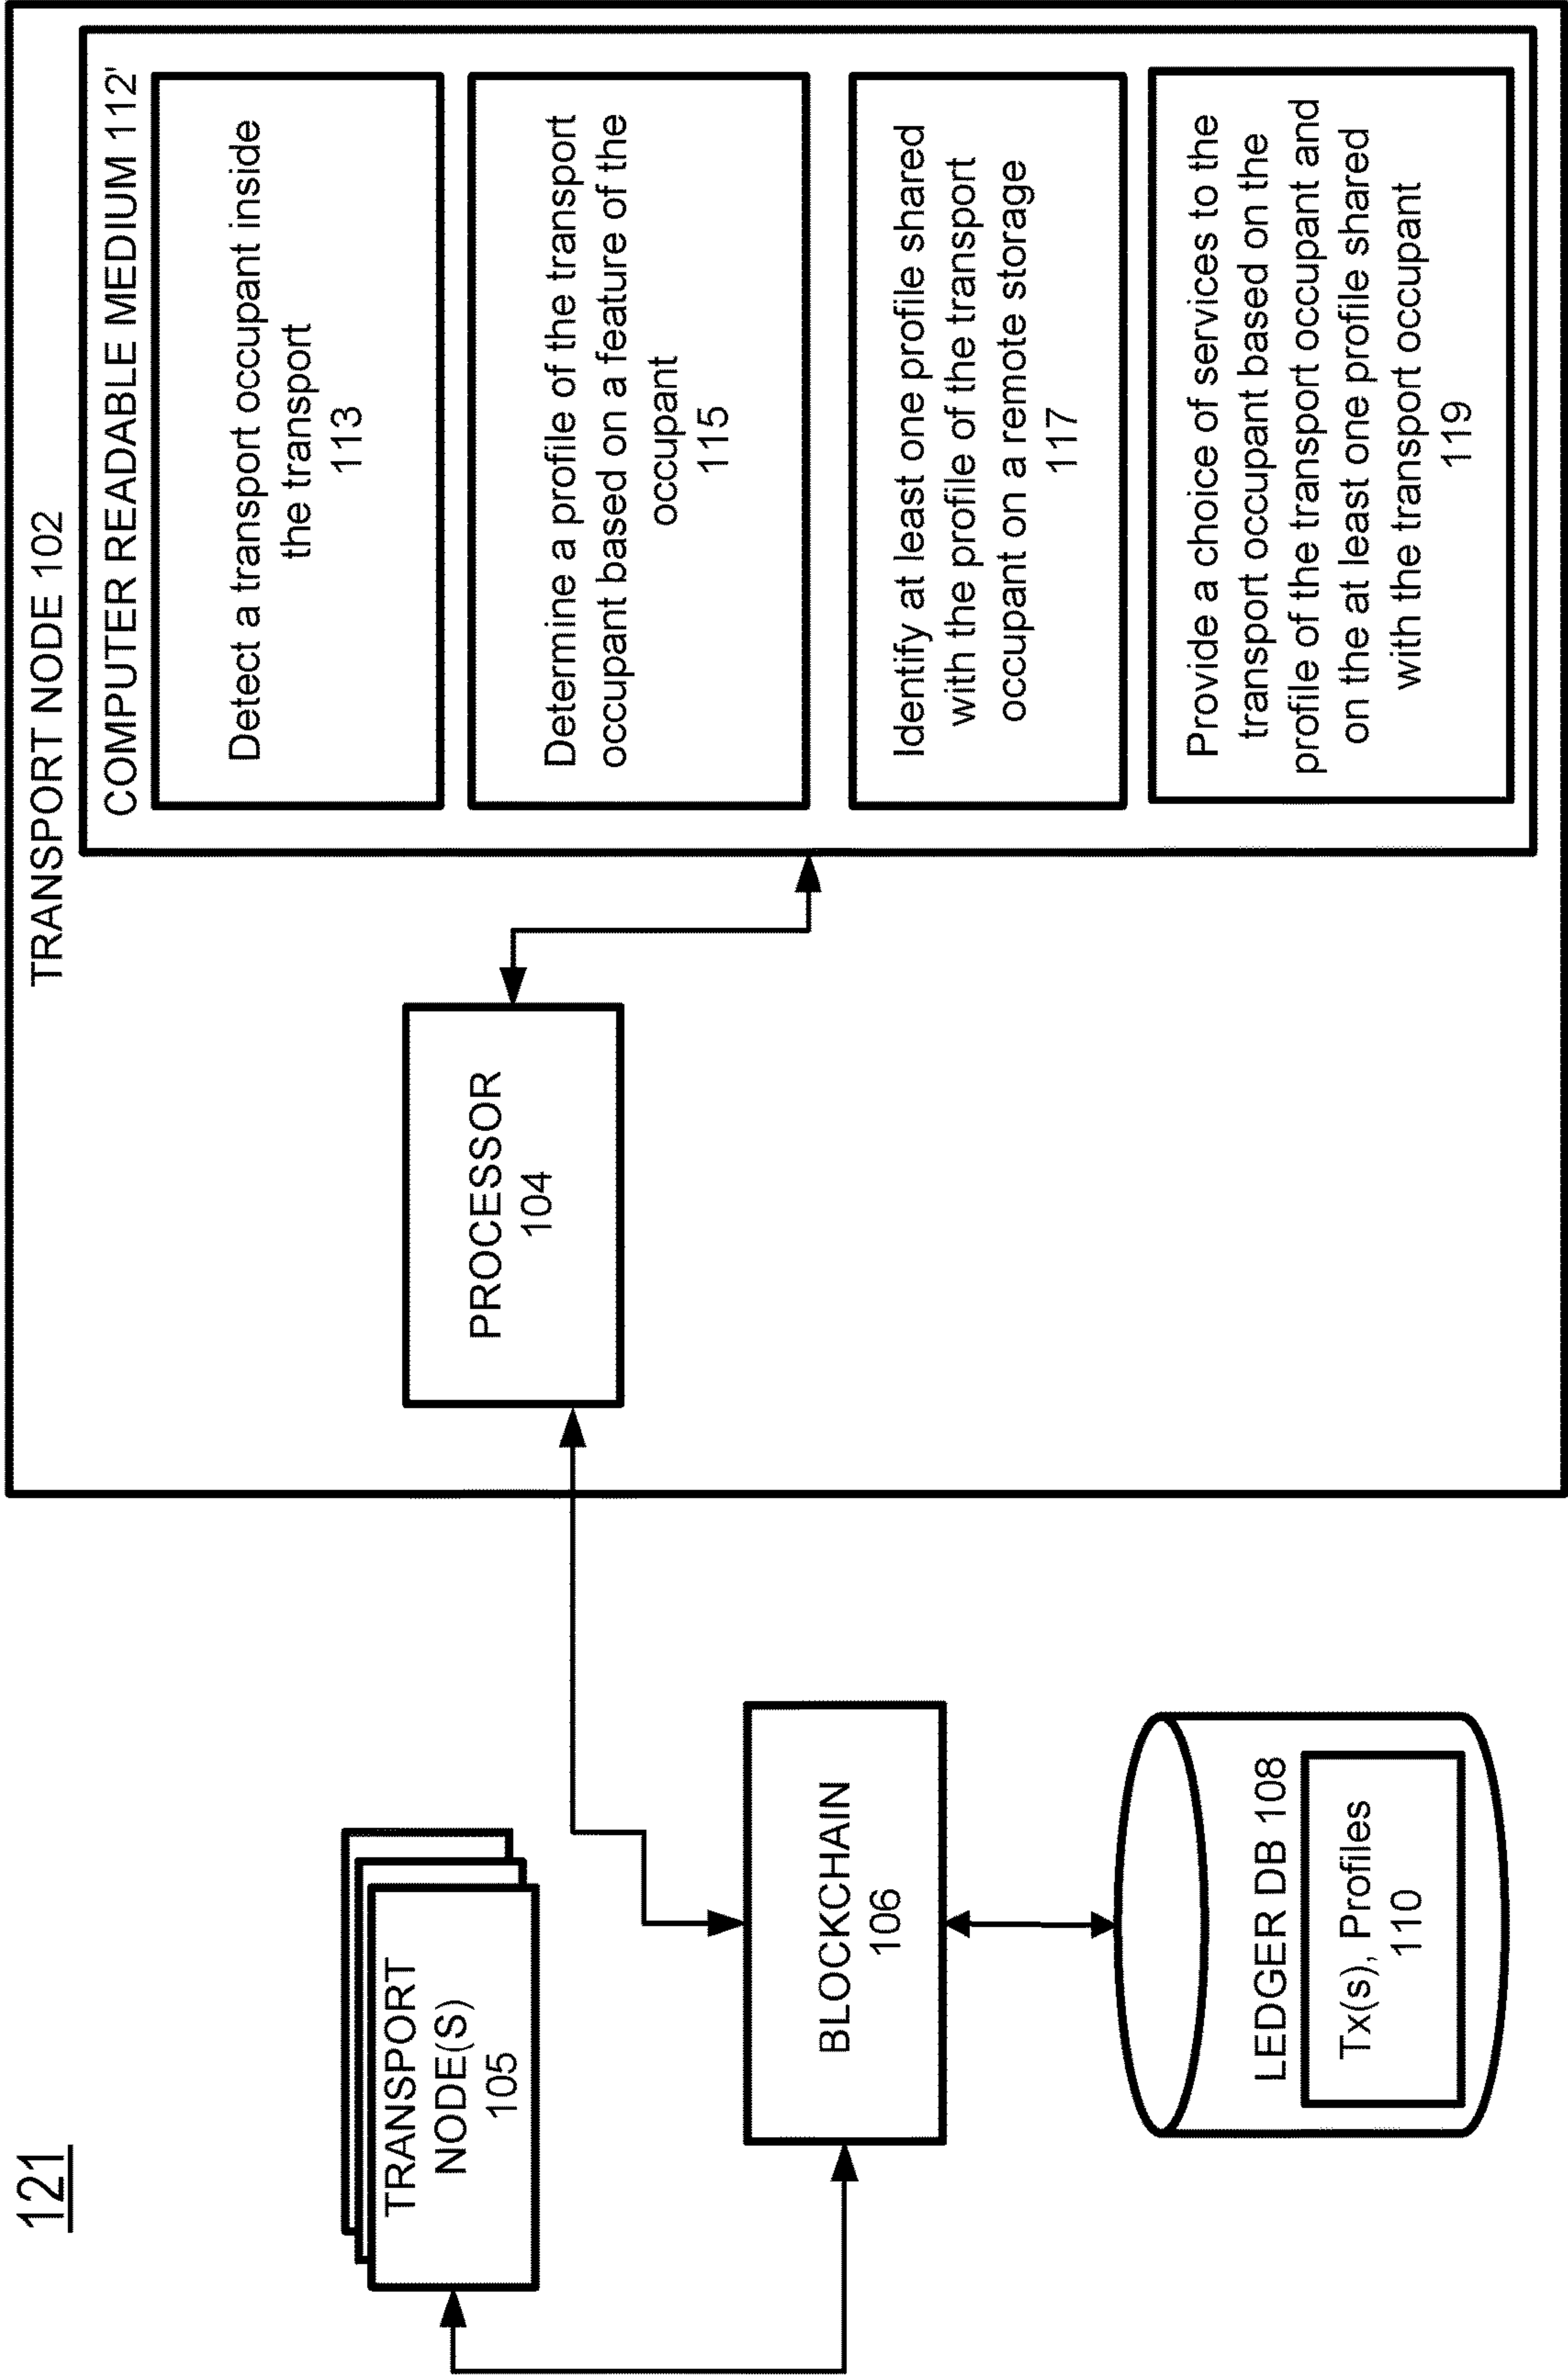 121
TRANSPORT NODE 102
COMPUTER READABLE MEDIUM 112'
Detect a transport occupant inside
the transport
113
Determine a profile of the transport
occupant based on a feature of the
occupant
115
Identify at least one profile shared
with the profile of the transport
occupant on a remote storage
117
Provide a choice of services to the
transport occupant based on the
profile of the transport occupant and
on the at least one profile shared
with the transport occupant
119
PROCESSOR
104
TRANSPORT
NODE(S)
105
BLOCKCHAIN
106
LEDGER DB 108
Tx(s), Profiles
110